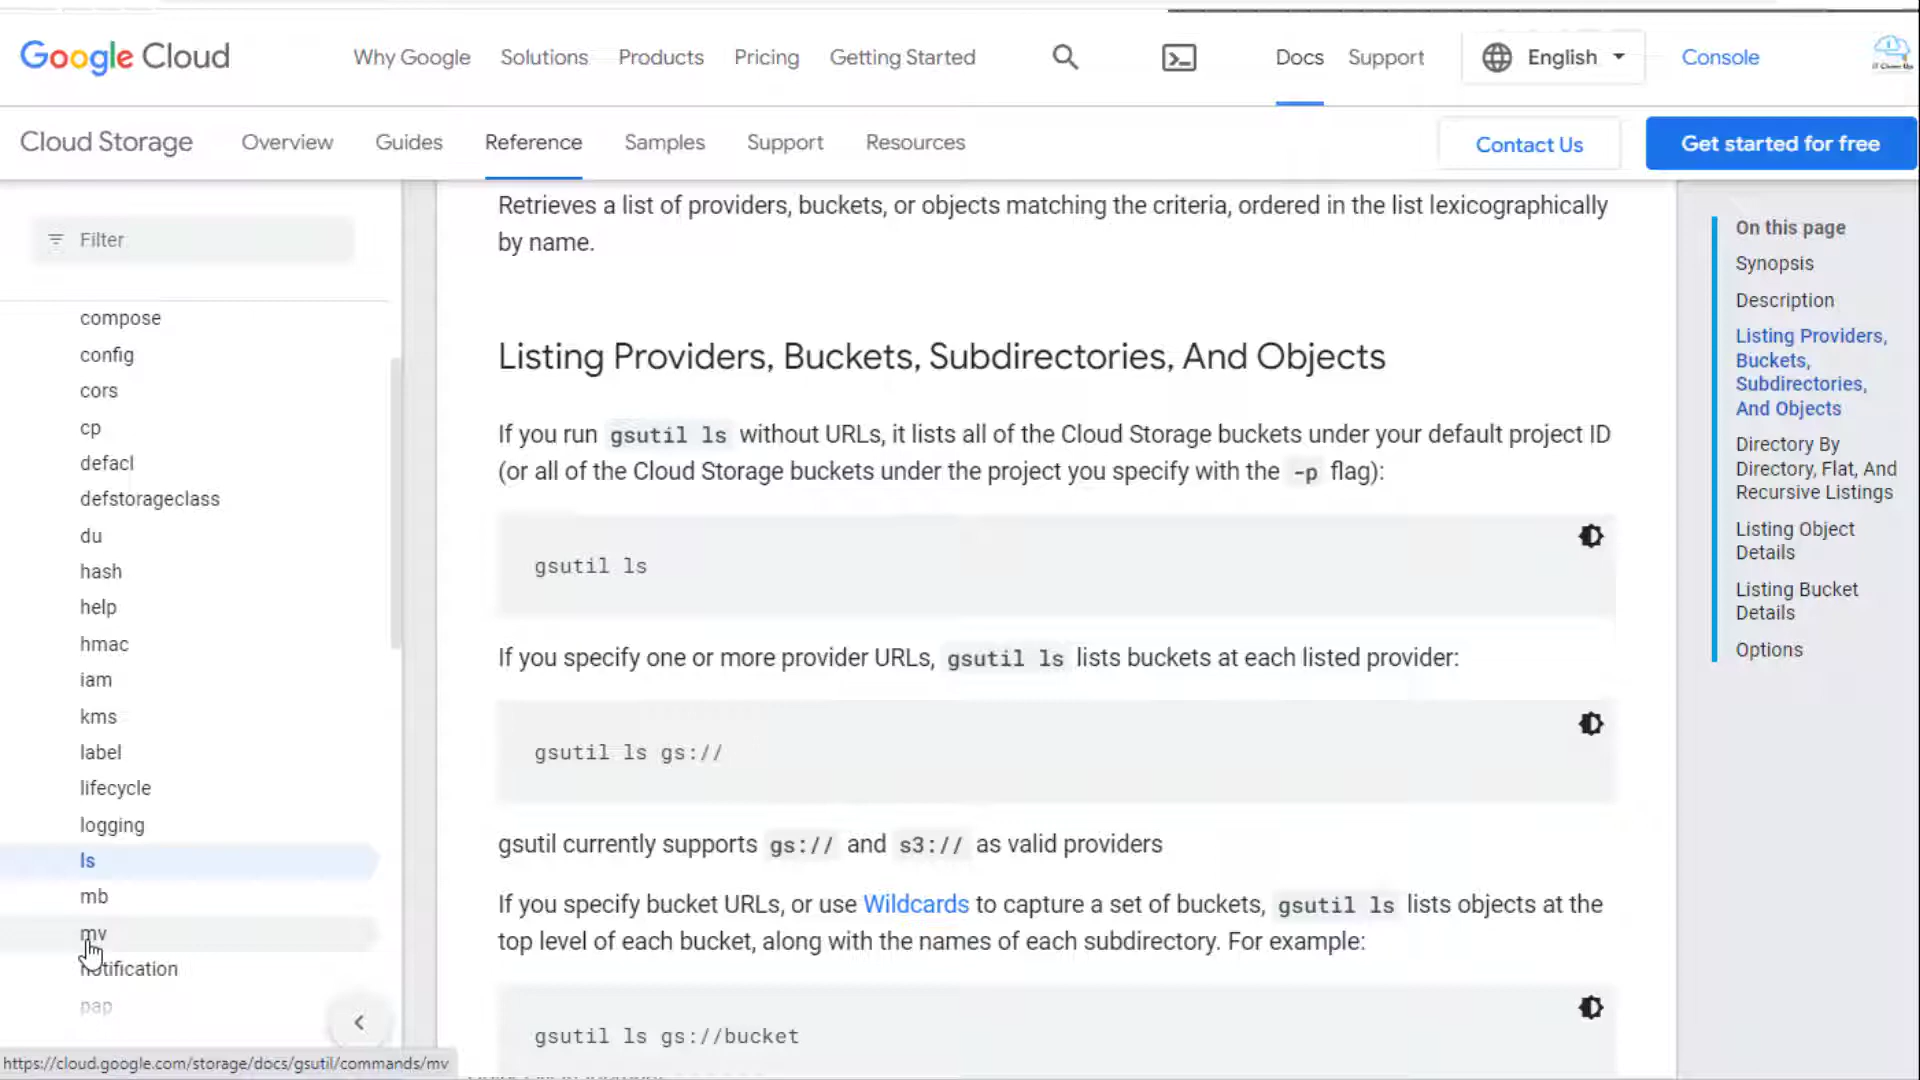 Google Cloud
Why Google
Solutions
Products
Pricing
Getting Started
Docs
Support
English
Console
Cloud Storage
Overview
Guides
Reference
Samples
Support
Resources
Contact Us
Get started for free
Filter
compose
config
cors
cp
defacl
defstorageclass
du
hash
help
hmac
iam
kms
label
lifecycle
logging
ls
mb
mv
notification
pap
https://cloud.google.com/storage/docs/gsutil/commands/mv
Retrieves a list of providers, buckets, or objects matching the criteria, ordered in the list lexicographically
by name.
Listing Providers, Buckets, Subdirectories, And Objects
If you run gsutil ls without URLs, it lists all of the Cloud Storage buckets under your default project ID
(or all of the Cloud Storage buckets under the project you specify with the -p flag):
gsutil ls
If you specify one or more provider URLs, gsutil ls lists buckets at each listed provider:
gsutil ls gs://
gsutil currently supports gs:// and s3:// as valid providers
If you specify bucket URLs, or use Wildcards to capture a set of buckets, gsutil ls lists objects at the
top level of each bucket, along with the names of each subdirectory. For example:
gsutil ls gs://bucket
On this page
Synopsis
Description
Listing Providers,
Buckets,
Subdirectories,
And Objects
Directory By
Directory, Flat, And
Recursive Listings
Listing Object
Details
Listing Bucket
Details
Options